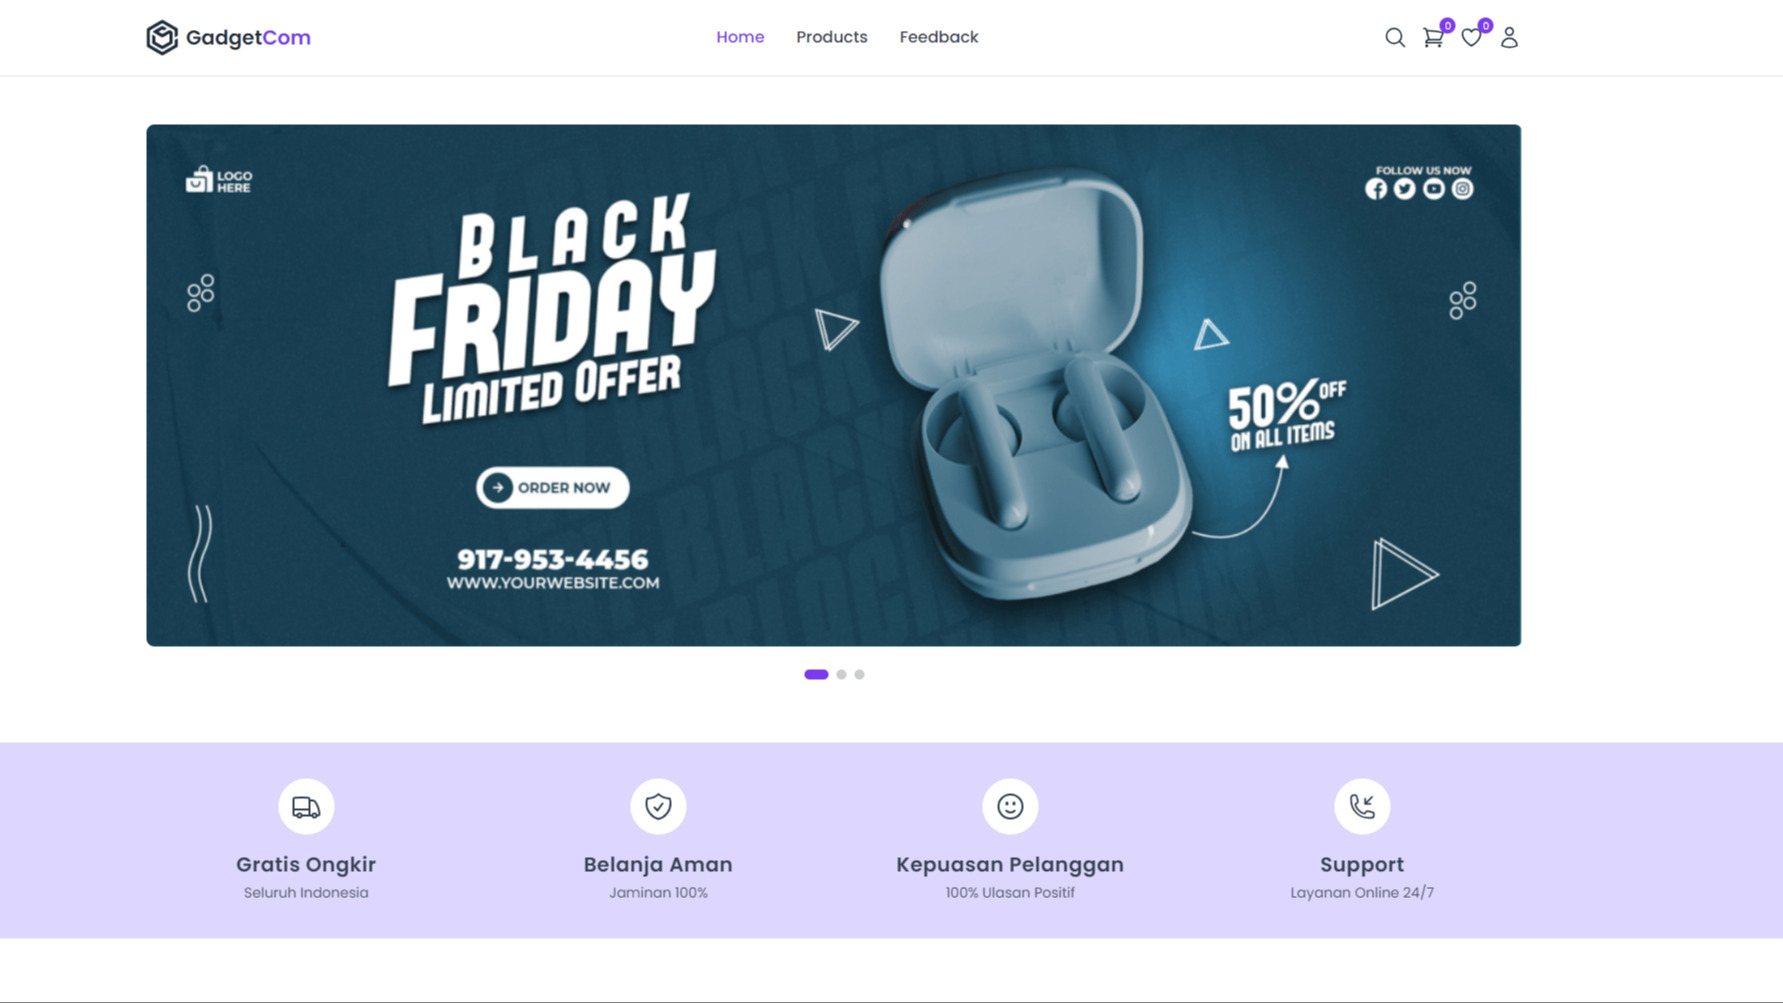 GadgetCom
Home Products Feedback
0 0
LOGO
HERE
FOLLOW US NOW
BLACK
FRIDAY
LIMITED OFFER
50% OFF
ON ALL ITEMS
ORDER NOW
917-953-4456
WWW.YOURWEBSITE.COM
Gratis Ongkir
Seluruh Indonesia
Belanja Aman
Jaminan 100%
Kepuasan Pelanggan
100% Ulasan Positif
Support
Layanan Online 24/7